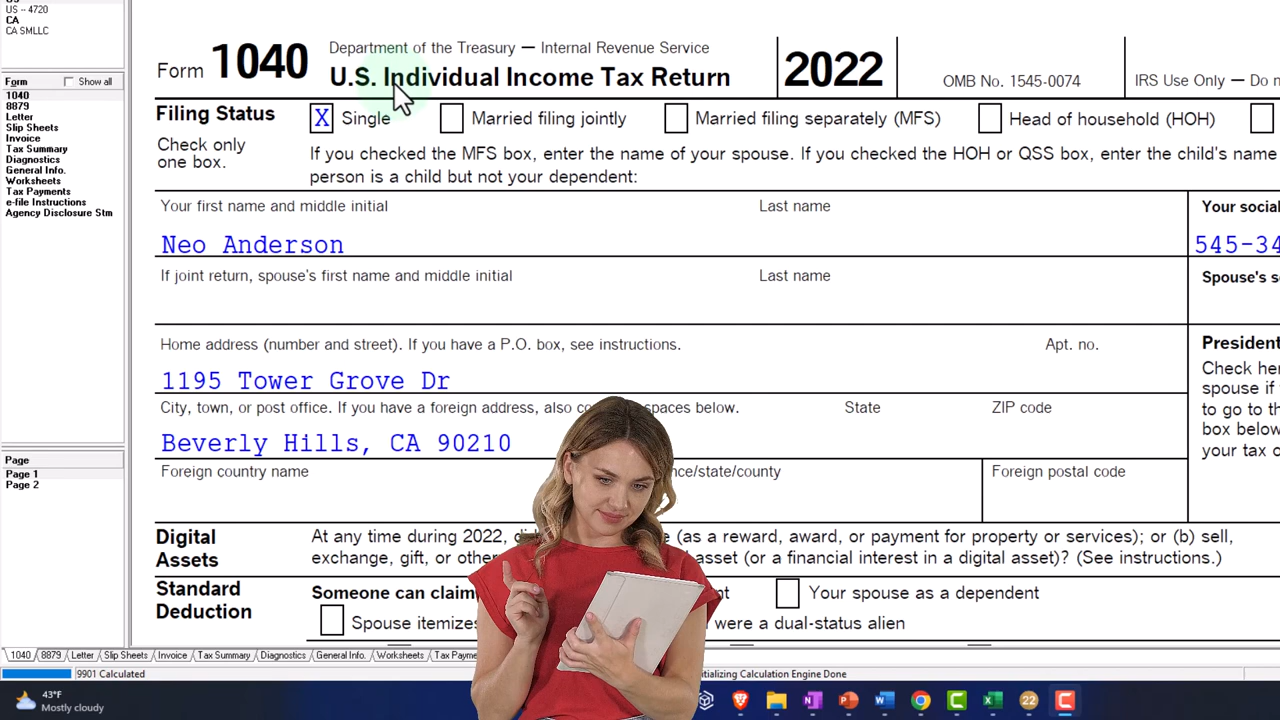 US -- 4720
CA
CA SMLLC
Form Show all
1040
8879
Letter
Slip Sheets
Invoice
Tax Summary
Diagnostics
General Info.
Worksheets
Tax Payments
e-file Instructions
Agency Disclosure Stm
Page
Page 1
Page 2
Form 1040
Department of the Treasury — Internal Revenue Service
U.S. Individual Income Tax Return
2022
OMB No. 1545-0074
IRS Use Only — Do
Filing Status
Check only
one box.
X Single Married filing jointly Married filing separately (MFS) Head of household (HOH)
If you checked the MFS box, enter the name of your spouse. If you checked the HOH or QSS box, enter the child's name
person is a child but not your dependent:
Your first name and middle initial Last name Your social
Neo Anderson 545-34
If joint return, spouse's first name and middle initial Last name Spouse's
Home address (number and street). If you have a P.O. box, see instructions. Apt. no.
1195 Tower Grove Dr
City, town, or post office. If you have a foreign address, also spaces below. State ZIP code
Beverly Hills, CA 90210
Foreign country name /state/county Foreign postal code
President
Check here
spouse if
to go to th
box below
your tax o
Digital
Assets
At any time during 2022, (as a reward, award, or payment for property or services); or (b) sell,
exchange, gift, or asset (or a financial interest in a digital asset)? (See instructions.)
Standard
Deduction
Someone can claim Your spouse as a dependent
Spouse itemizes were a dual-status alien
1040 8879 Letter Slip Sheets Invoice Tax Summary Diagnostics General Info. Worksheets Tax Payme
9901 Calculated
itializing Calculation Engine Done
43°F
Mostly cloudy
22